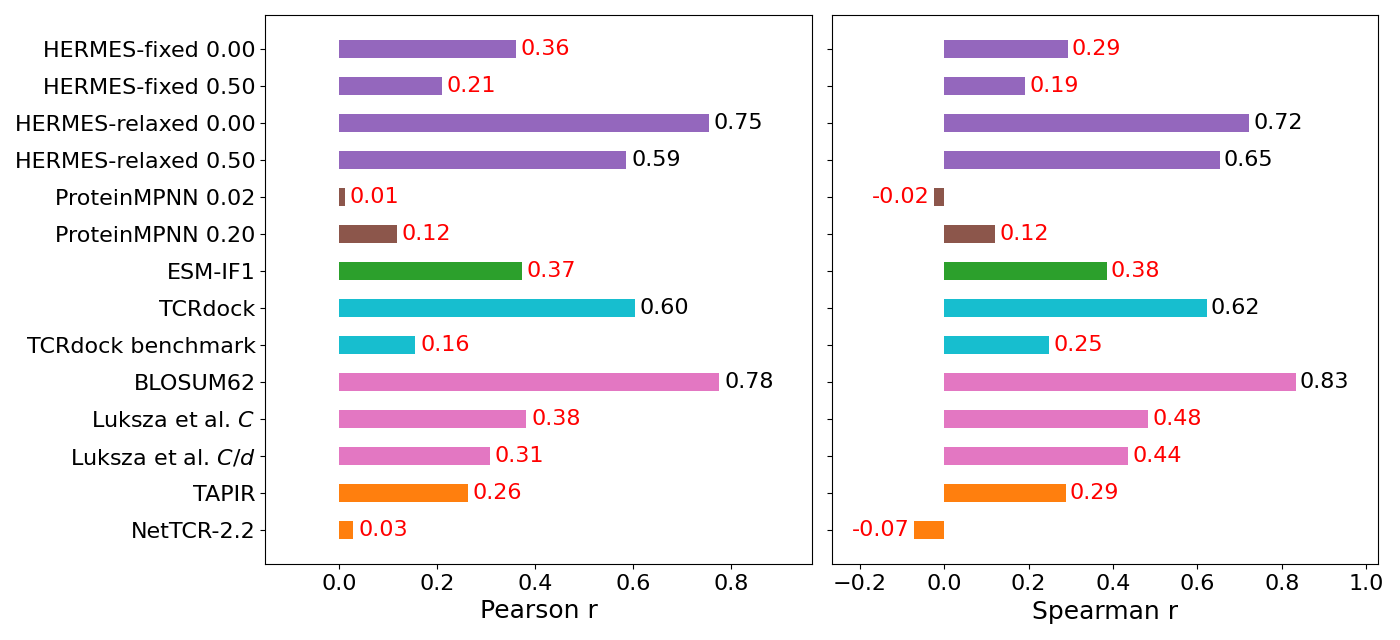 HERMES-fixed 0.00 0.36 0.29
HERMES-fixed 0.50 0.21 0.19
HERMES-relaxed 0.00 0.75 0.72
HERMES-relaxed 0.50 0.59 0.65
ProteinMPNN 0.02 0.01 -0.02
ProteinMPNN 0.20 0.12 0.12
ESM-IF1 0.37 0.38
TCRdock 0.60 0.62
TCRdock benchmark 0.16 0.25
BLOSUM62 0.78 0.83
Luksza et al. C 0.38 0.48
Luksza et al. C/d 0.31 0.44
TAPIR 0.26 0.29
NetTCR-2.2 0.03 -0.07
0.0 0.2 0.4 0.6 0.8 −0.2 0.0 0.2 0.4 0.6 0.8 1.0
Pearson r Spearman r